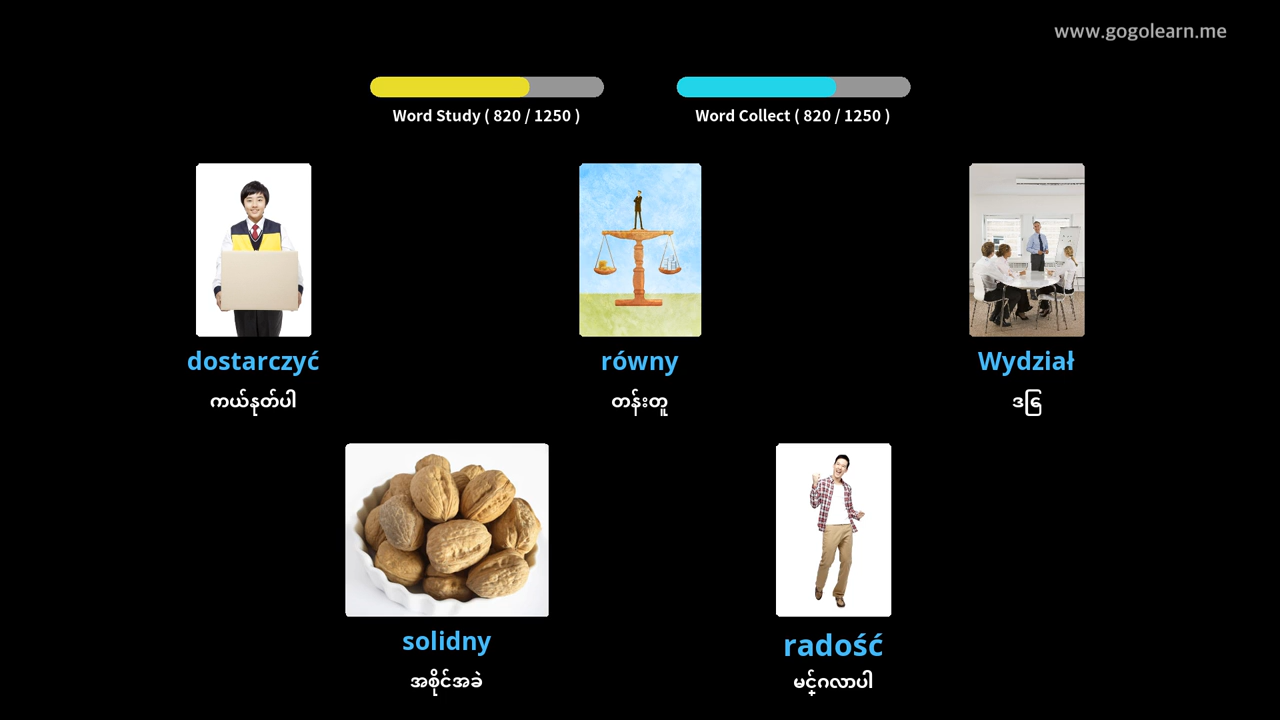 www.gogolearn.me
Word Study ( 820 / 1250 )
Word Collect ( 820 / 1250 )
dostarczyć
równy
Wydział
ကယ်နုတ်ပါ
တန်းတူ
ဒဌြေ
solidny
radość
အစိုင်အခဲ
မင်္ဂလာပါ